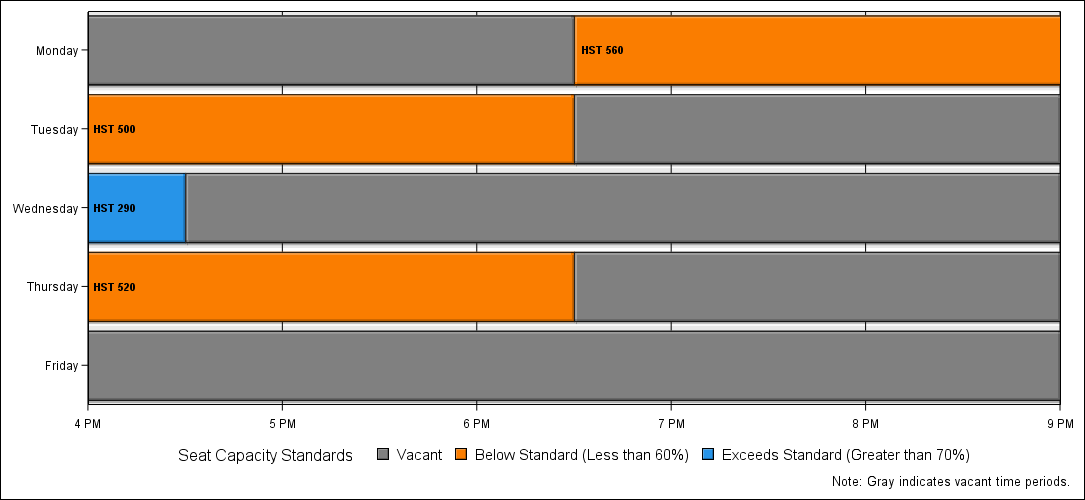 Monday
HST 560
Tuesday
HST 500
Wednesday
HST 290
Thursday
HST 520
Friday
4 PM 5 PM 6 PM 7 PM 8 PM 9 PM
Seat Capacity Standards Vacant Below Standard (Less than 60%) Exceeds Standard (Greater than 70%)
Note: Gray indicates vacant time periods.